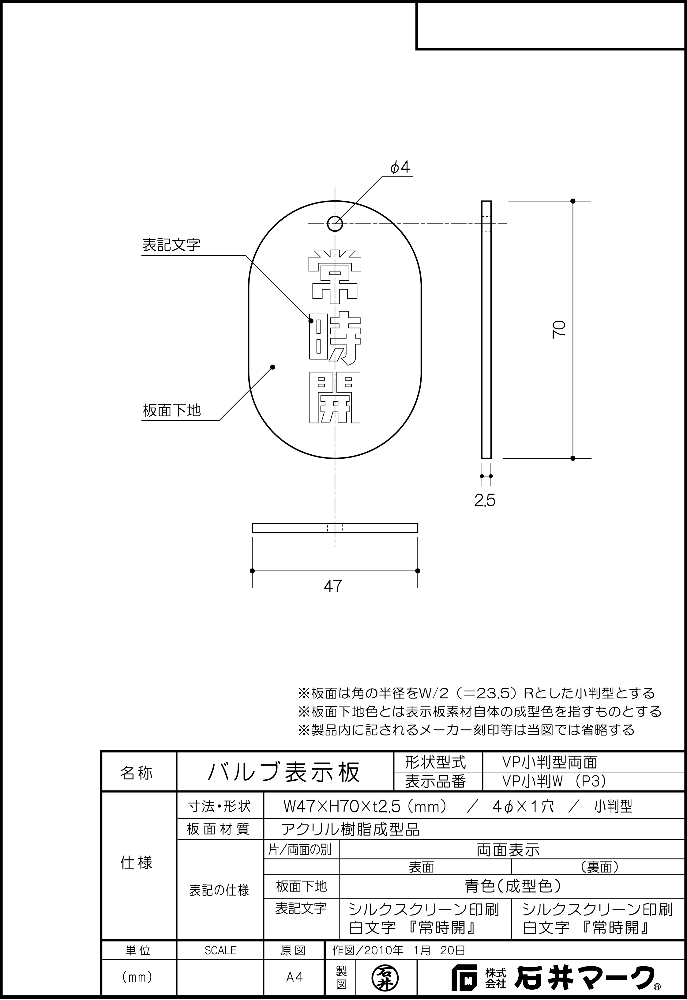 φ4
表記文字
常時開
板面下地
70
2.5
47
※板面は角の半径をW/2（=23.5）Rとした小判型とする
※板面下地色とは表示板素材自体の成型色を指すものとする
※製品内に記されるメーカー刻印等は当図では省略する
名称 バルブ表示板 形状型式 VP小判型両面
表示品番 VP小判W （P3）
仕様 寸法・形状 W47×H70×t2.5（mm） ／ 4φ×1穴 ／ 小判型
板面材質 アクリル樹脂成型品
表記の仕様 片/両面の別 両面表示
表面 （裏面）
板面下地 青色（成型色）
表記文字 シルクスクリーン印刷 シルクスクリーン印刷
白文字 『常時開』 白文字 『常時開』
単位 SCALE 原図 作図/2010年 1月 20日
（mm） A4 製図 石井 株式会社 石井マーク®